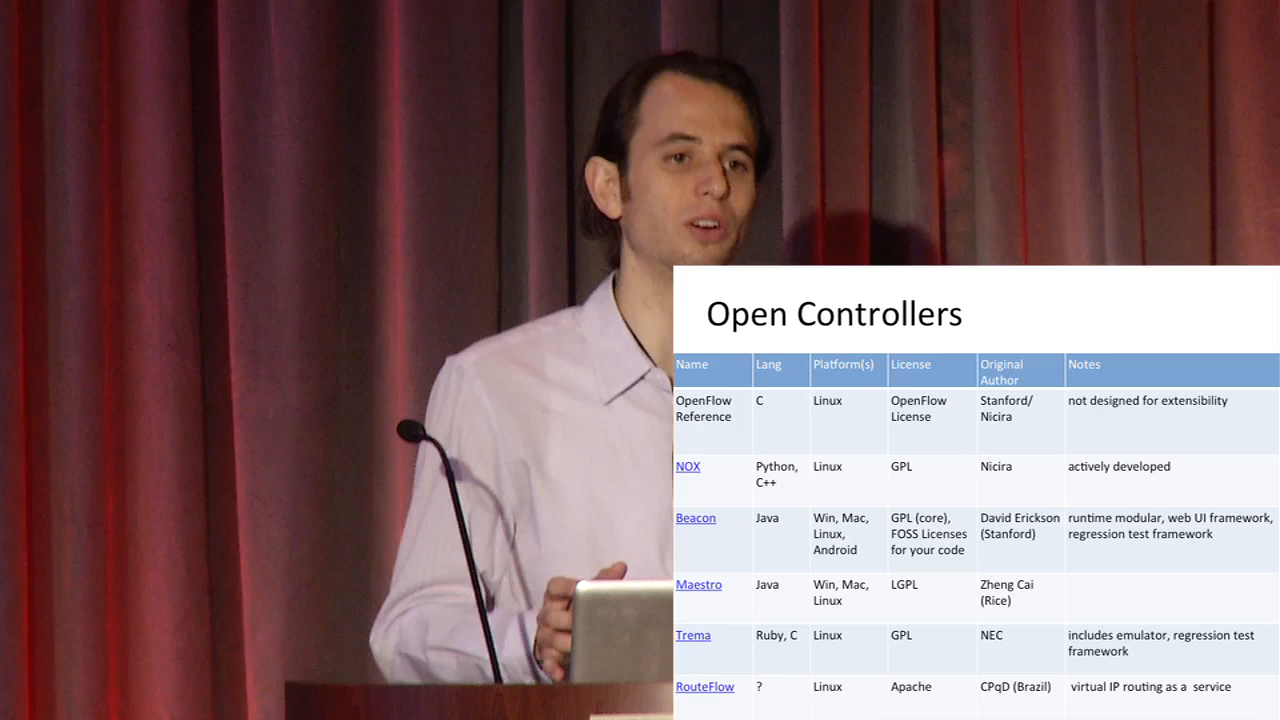 Open Controllers
Name Lang Platform(s) License Original Author Notes
OpenFlow Reference C Linux OpenFlow License Stanford/ Nicira not designed for extensibility
NOX Python, C++ Linux GPL Nicira actively developed
Beacon Java Win, Mac, Linux, Android GPL (core), FOSS Licenses for your code David Erickson (Stanford) runtime modular, web UI framework, regression test framework
Maestro Java Win, Mac, Linux LGPL Zheng Cai (Rice)
Trema Ruby, C Linux GPL NEC includes emulator, regression test framework
RouteFlow ? Linux Apache CPqD (Brazil) virtual IP routing as a service